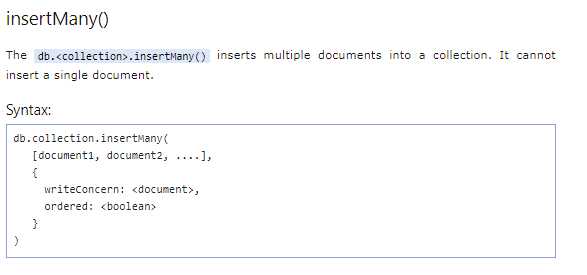 insertMany()
The db.<collection>.insertMany() inserts multiple documents into a collection. It cannot
insert a single document.
Syntax:
db.collection.insertMany(
   [document1, document2, ....],
   {
     writeConcern: <document>,
     ordered: <boolean>
   }
)